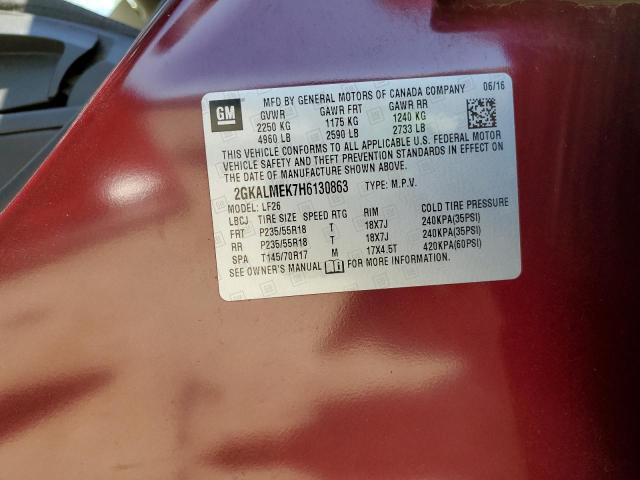 GM
MFD BY GENERAL MOTORS OF CANADA COMPANY 06/16
GVWR GAWR FRT GAWR RR
2250 KG 1175 KG 1240 KG
4960 LB 2590 LB 2733 LB
THIS VEHICLE CONFORMS TO ALL APPLICABLE U.S. FEDERAL MOTOR
VEHICLE SAFETY AND THEFT PREVENTION STANDARDS IN EFFECT
ON THE DATE OF MANUFACTURE SHOWN ABOVE.
2GKALMEK7H6130863 TYPE: M.P.V.
MODEL: LF26
LBCJ TIRE SIZE SPEED RTG RIM COLD TIRE PRESSURE
FRT P235/55R18 T 18X7J 240KPA(35PSI)
RR P235/55R18 T 18X7J 240KPA(35PSI)
SPA T145/70R17 M 17X4.5T 420KPA(60PSI)
SEE OWNER'S MANUAL FOR MORE INFORMATION.